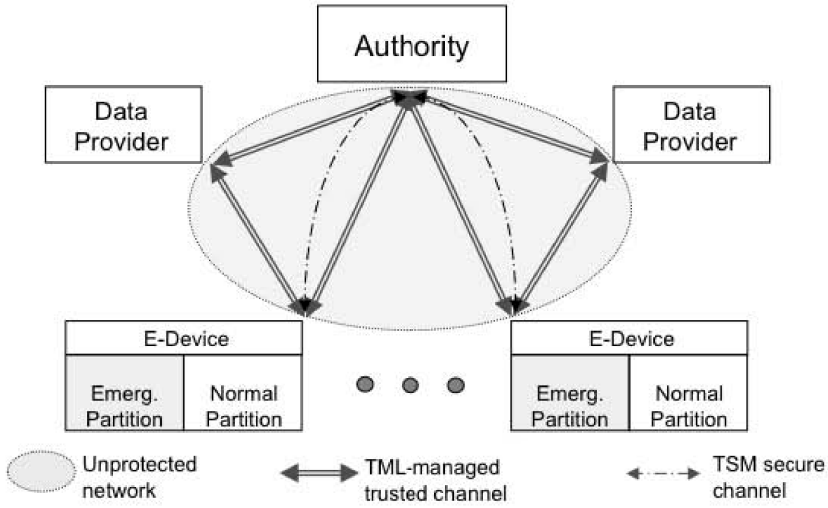 Authority
Data
Provider
Data
Provider
E-Device
E-Device
Emerg.
Partition
Normal
Partition
Emerg.
Partition
Normal
Partition
Unprotected
network
TML-managed
trusted channel
TSM secure
channel